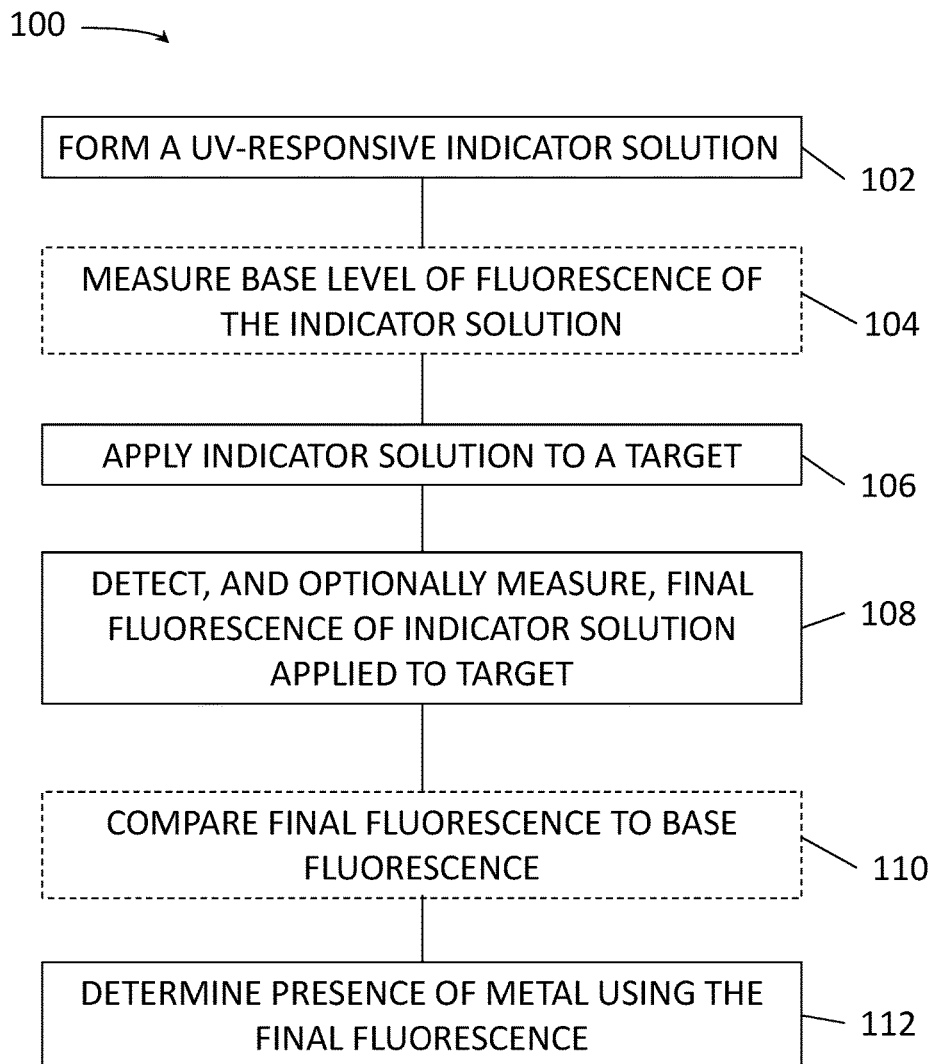 100
FORM A UV-RESPONSIVE INDICATOR SOLUTION
102
MEASURE BASE LEVEL OF FLUORESCENCE OF
THE INDICATOR SOLUTION
104
APPLY INDICATOR SOLUTION TO A TARGET
106
DETECT, AND OPTIONALLY MEASURE, FINAL
FLUORESCENCE OF INDICATOR SOLUTION
APPLIED TO TARGET
108
COMPARE FINAL FLUORESCENCE TO BASE
FLUORESCENCE
110
DETERMINE PRESENCE OF METAL USING THE
FINAL FLUORESCENCE
112